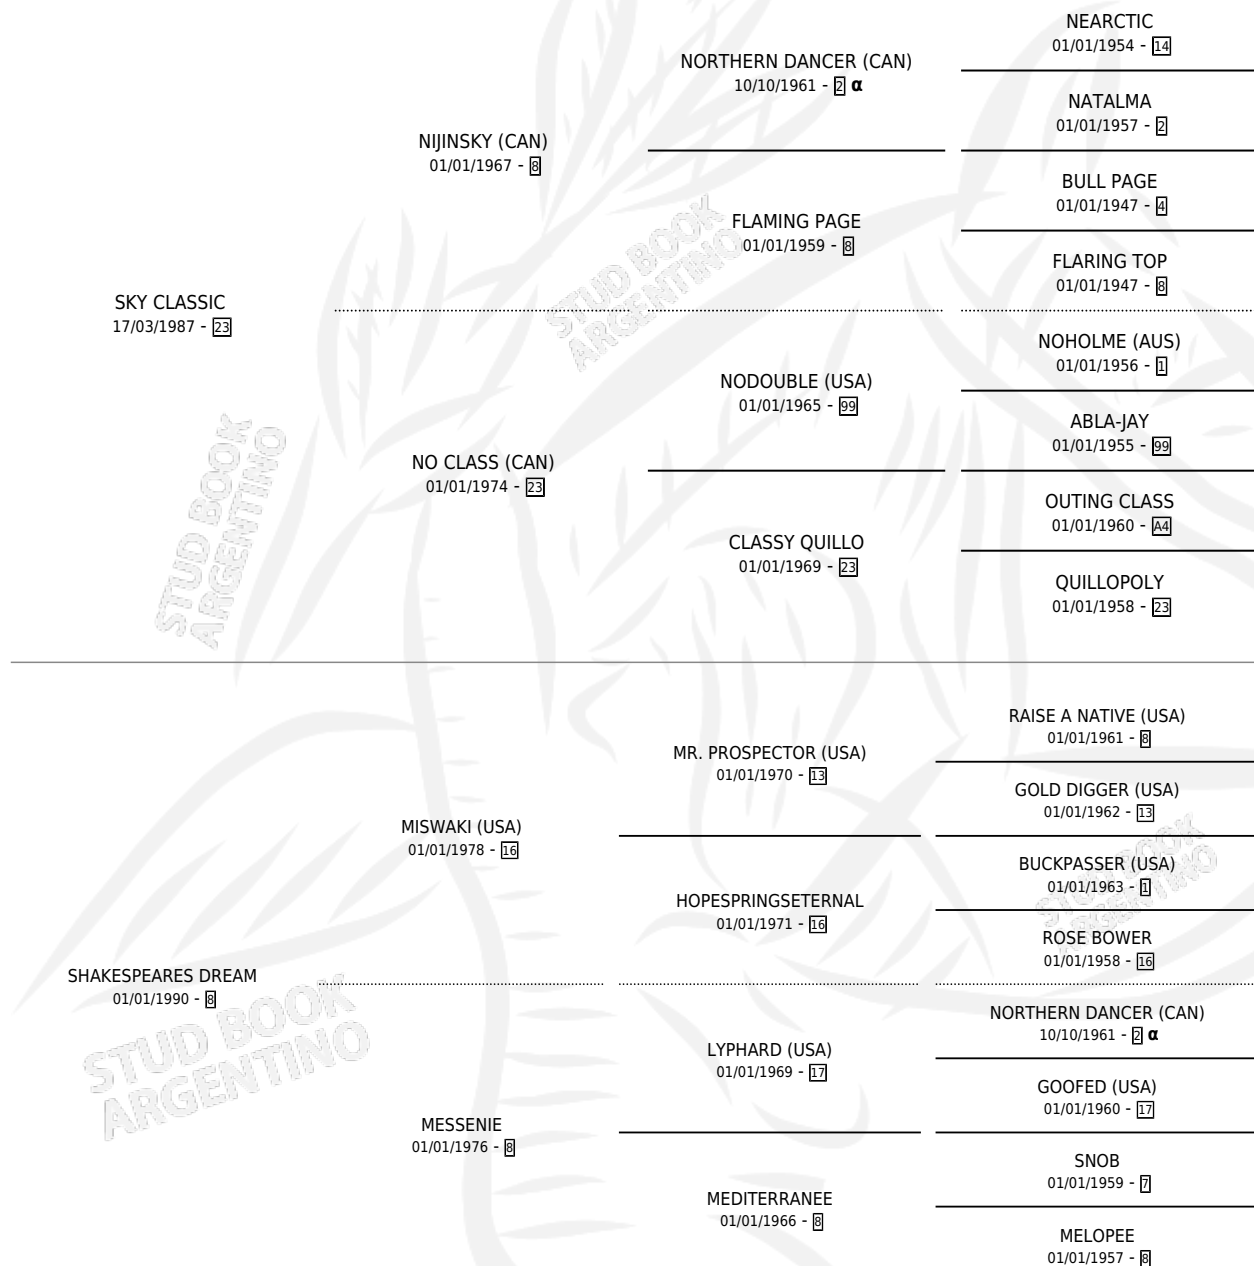 NEARCTIC
01/01/1954 - 14
NORTHERN DANCER (CAN)
10/10/1961 - 2 α
NATALMA
01/01/1957 - 2
NIJINSKY (CAN)
01/01/1967 - 8
BULL PAGE
01/01/1947 - 4
FLAMING PAGE
01/01/1959 - 8
FLARING TOP
01/01/1947 - 8
SKY CLASSIC
17/03/1987 - 23
STUD BOOK
ARGENTINO
NOHOLME (AUS)
01/01/1956 - 1
NODOUBLE (USA)
01/01/1965 - 99
ABLA-JAY
01/01/1955 - 99
NO CLASS (CAN)
01/01/1974 - 23
OUTING CLASS
01/01/1960 - A4
CLASSY QUILLO
01/01/1969 - 23
QUILLOPOLY
01/01/1958 - 23
STUD BOOK
ARGENTINO
RAISE A NATIVE (USA)
01/01/1961 - 8
MR. PROSPECTOR (USA)
01/01/1970 - 13
GOLD DIGGER (USA)
01/01/1962 - 13
MISWAKI (USA)
01/01/1978 - 16
BUCKPASSER (USA)
01/01/1963 - 1
STUD BOOK
ARGENTINO
HOPESPRINGSETERNAL
01/01/1971 - 16
ROSE BOWER
01/01/1958 - 16
SHAKESPEARES DREAM
01/01/1990 - 8
STUD BOOK
ARGENTINO
NORTHERN DANCER (CAN)
10/10/1961 - 2 α
LYPHARD (USA)
01/01/1969 - 17
GOOFED (USA)
01/01/1960 - 17
MESSENIE
01/01/1976 - 8
SNOB
01/01/1959 - 7
MEDITERRANEE
01/01/1966 - 8
MELOPEE
01/01/1957 - 8